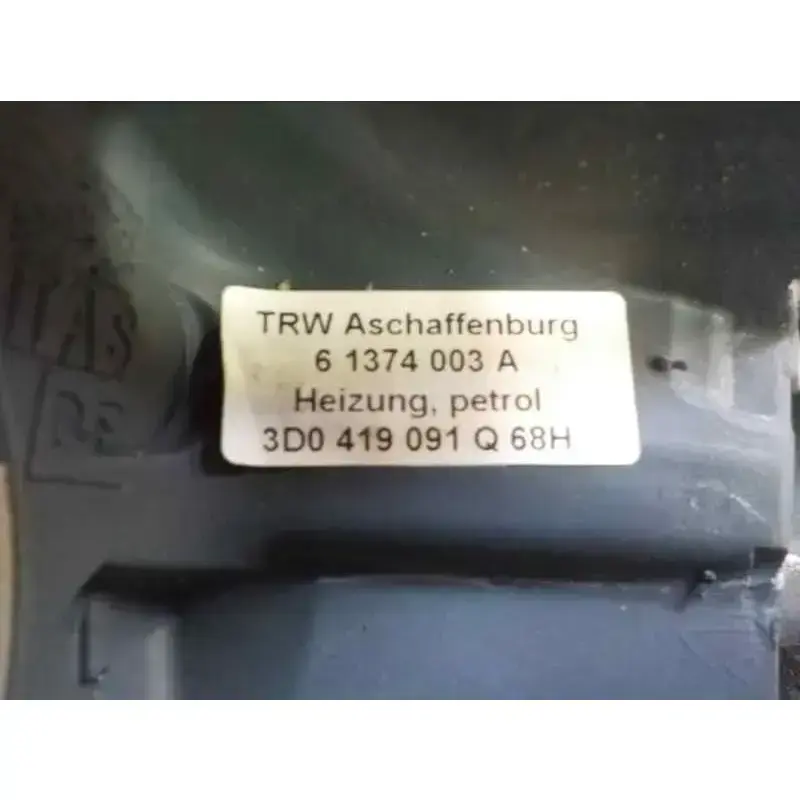 TRW Aschaffenburg
6 1374 003 A
Heizung, petrol
3D0 419 091 Q 68H